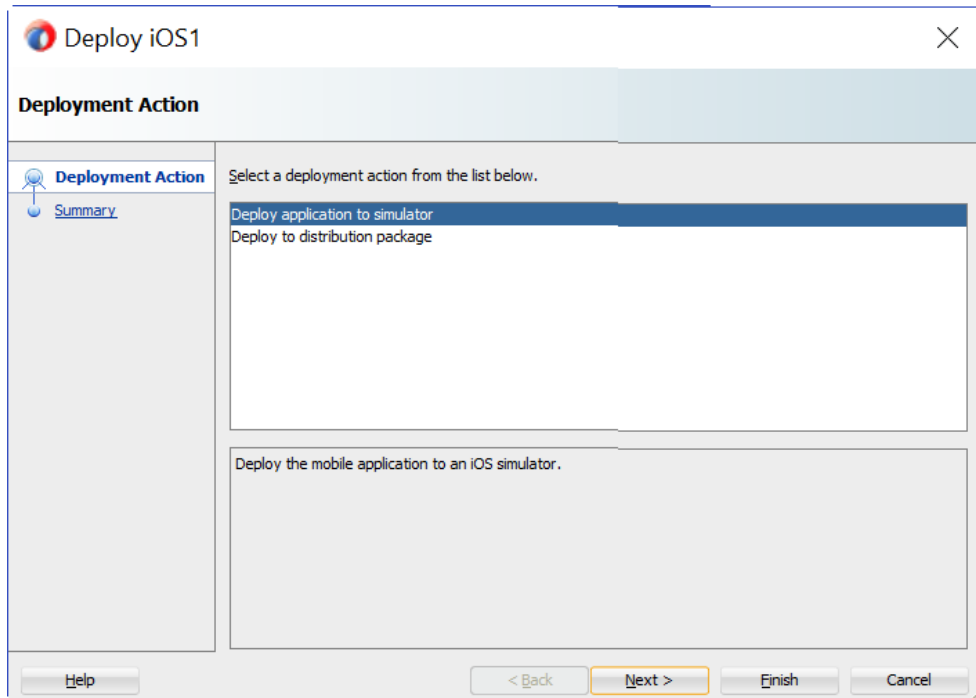 Deploy iOS1
Deployment Action
Deployment Action
Summary
Select a deployment action from the list below.
Deploy application to simulator
Deploy to distribution package
Deploy the mobile application to an iOS simulator.
Help
< Back
Next >
Finish
Cancel